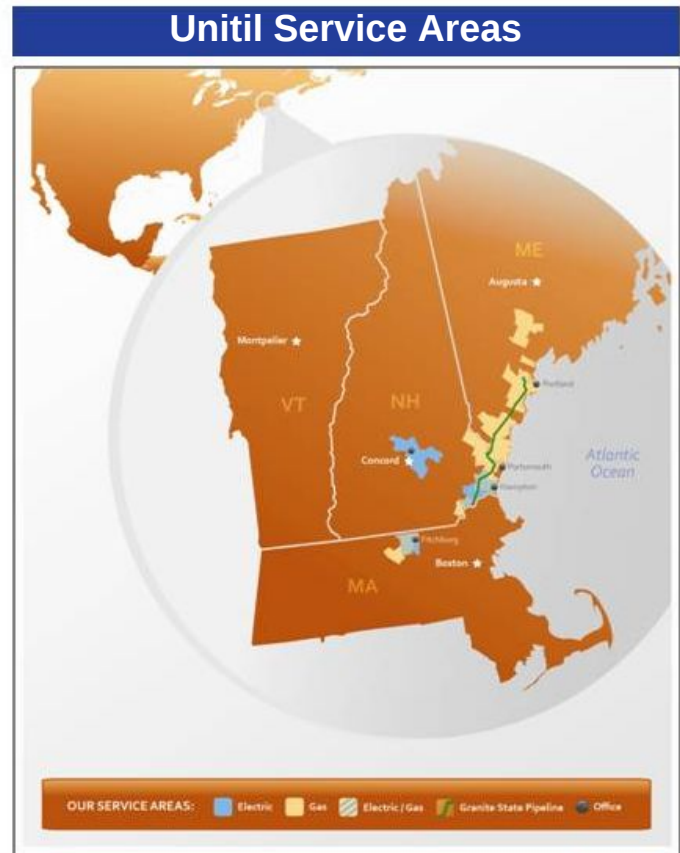 Unitil Service Areas
ME
Augusta
Montpelier
Portland
VT
NH
Concord
Atlantic
Ocean
Portsmouth
Hampton
Fitchburg
Boston
MA
OUR SERVICE AREAS: Electric Gas Electric / Gas Granite State Pipeline Office